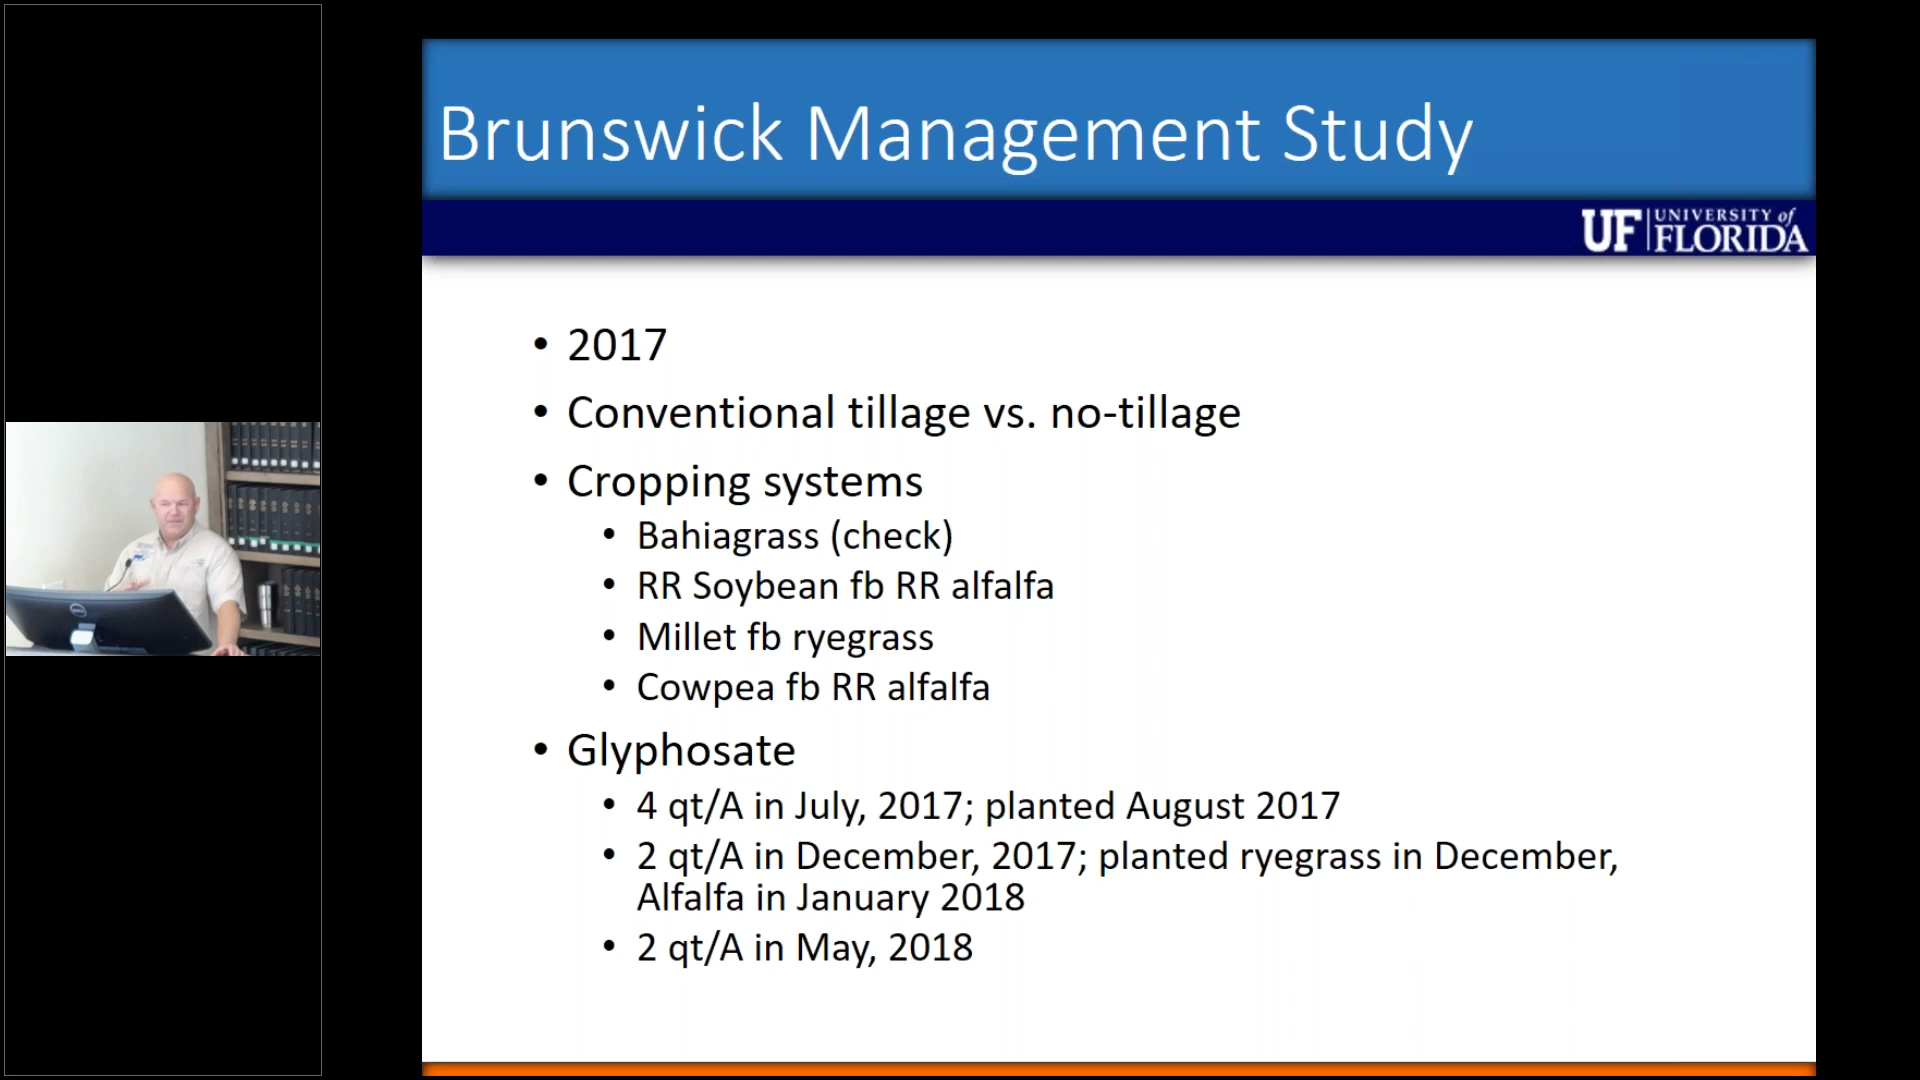 Brunswick Management Study
UF UNIVERSITY of
FLORIDA
• 2017
• Conventional tillage vs. no-tillage
• Cropping systems
• Bahiagrass (check)
• RR Soybean fb RR alfalfa
• Millet fb ryegrass
• Cowpea fb RR alfalfa
• Glyphosate
• 4 qt/A in July, 2017; planted August 2017
• 2 qt/A in December, 2017; planted ryegrass in December,
Alfalfa in January 2018
• 2 qt/A in May, 2018
DELL